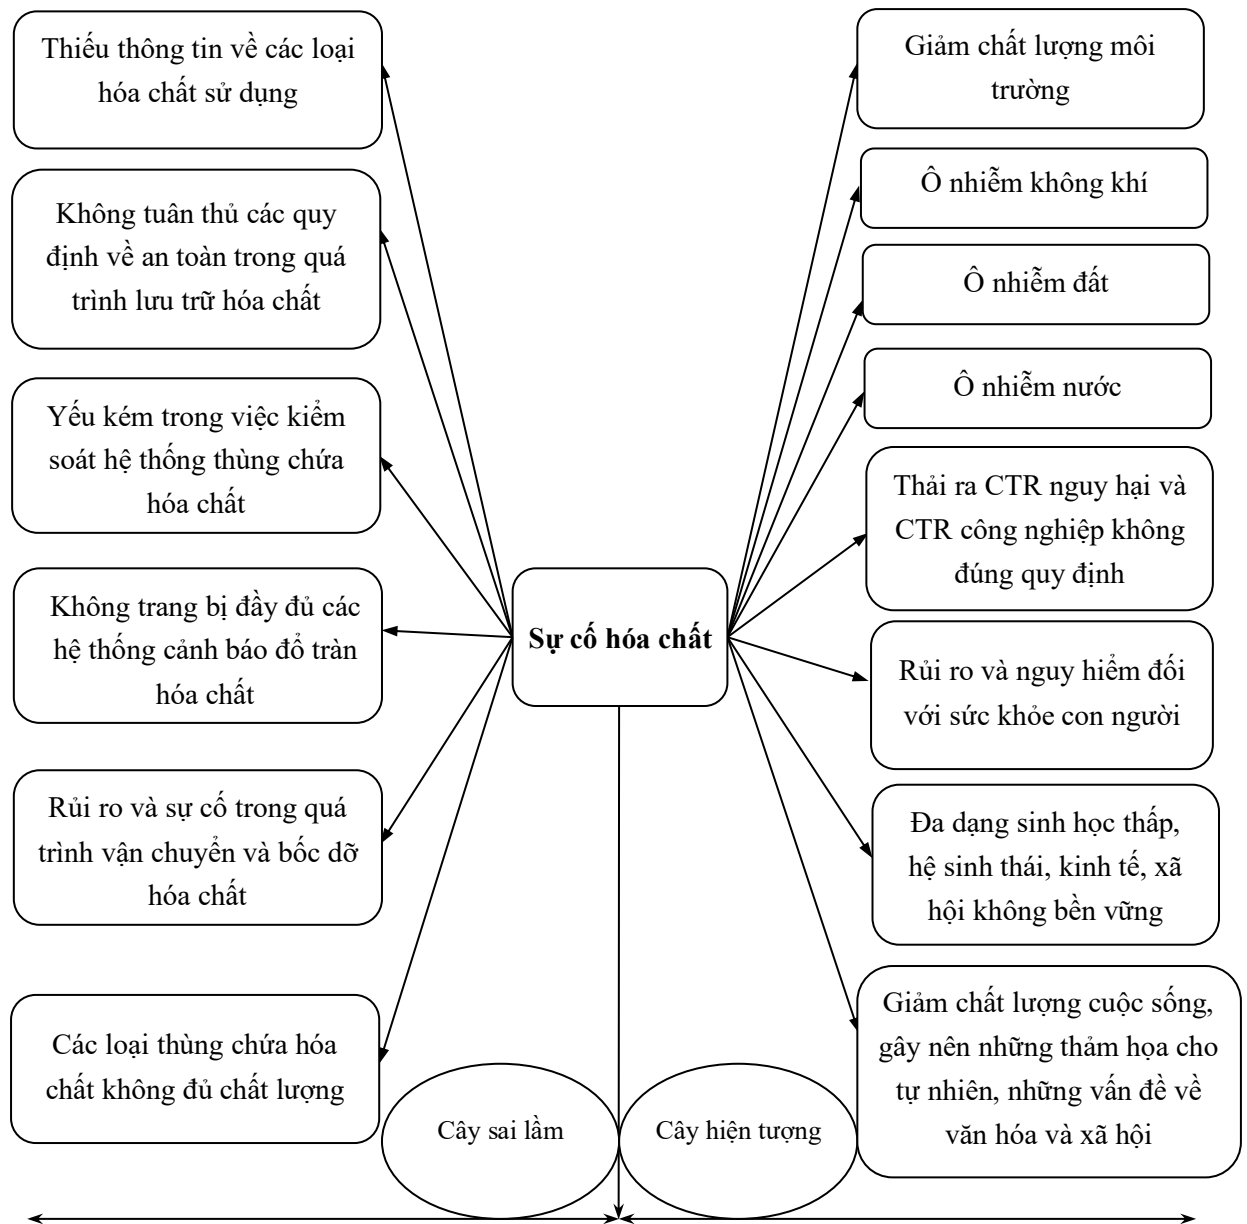 Thiếu thông tin về các loại
hóa chất sử dụng
Không tuân thủ các quy
định về an toàn trong quá
trình lưu trữ hóa chất
Yếu kém trong việc kiểm
soát hệ thống thùng chứa
hóa chất
Không trang bị đầy đủ các
hệ thống cảnh báo đổ tràn
hóa chất
Rủi ro và sự cố trong quá
trình vận chuyển và bốc dỡ
hóa chất
Các loại thùng chứa hóa
chất không đủ chất lượng
Sự cố hóa chất
Giảm chất lượng môi
trường
Ô nhiễm không khí
Ô nhiễm đất
Ô nhiễm nước
Thải ra CTR nguy hại và
CTR công nghiệp không
đúng quy định
Rủi ro và nguy hiểm đối
với sức khỏe con người
Đa dạng sinh học thấp,
hệ sinh thái, kinh tế, xã
hội không bền vững
Giảm chất lượng cuộc sống,
gây nên những thảm họa cho
tự nhiên, những vấn đề về
văn hóa và xã hội
Cây sai lầm
Cây hiện tượng